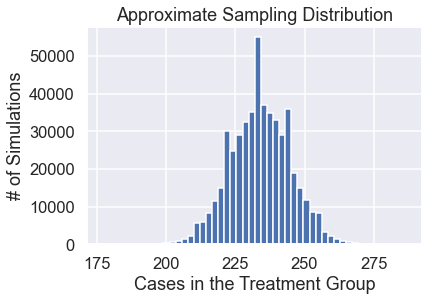 Approximate Sampling Distribution
# of Simulations
50000
40000
30000
20000
10000
0
175 200 225 250 275
Cases in the Treatment Group